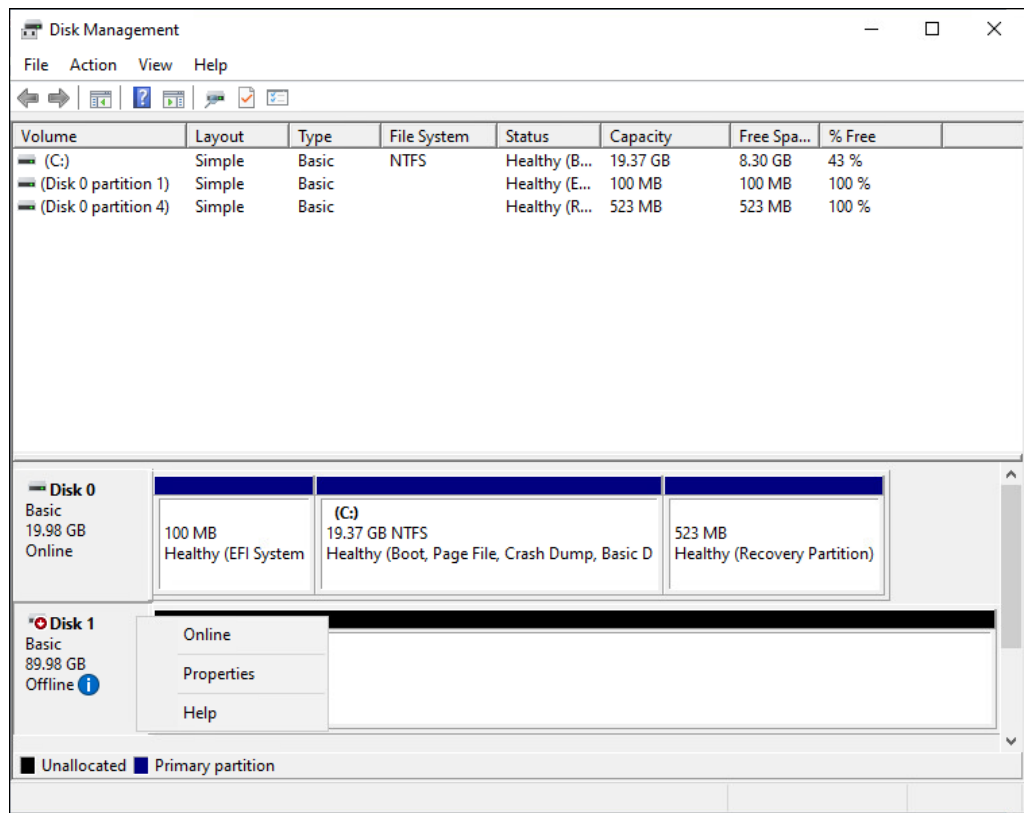 Disk Management
File Action View Help
Volume Layout Type File System Status Capacity Free Spa... % Free
(C:) Simple Basic NTFS Healthy (B... 19.37 GB 8.30 GB 43 %
(Disk 0 partition 1) Simple Basic Healthy (E... 100 MB 100 MB 100 %
(Disk 0 partition 4) Simple Basic Healthy (R... 523 MB 523 MB 100 %
Disk 0
Basic
19.98 GB
Online
100 MB
Healthy (EFI System
(C:)
19.37 GB NTFS
Healthy (Boot, Page File, Crash Dump, Basic D
523 MB
Healthy (Recovery Partition)
Disk 1
Basic
89.98 GB
Offline
Online
Properties
Help
Unallocated Primary partition